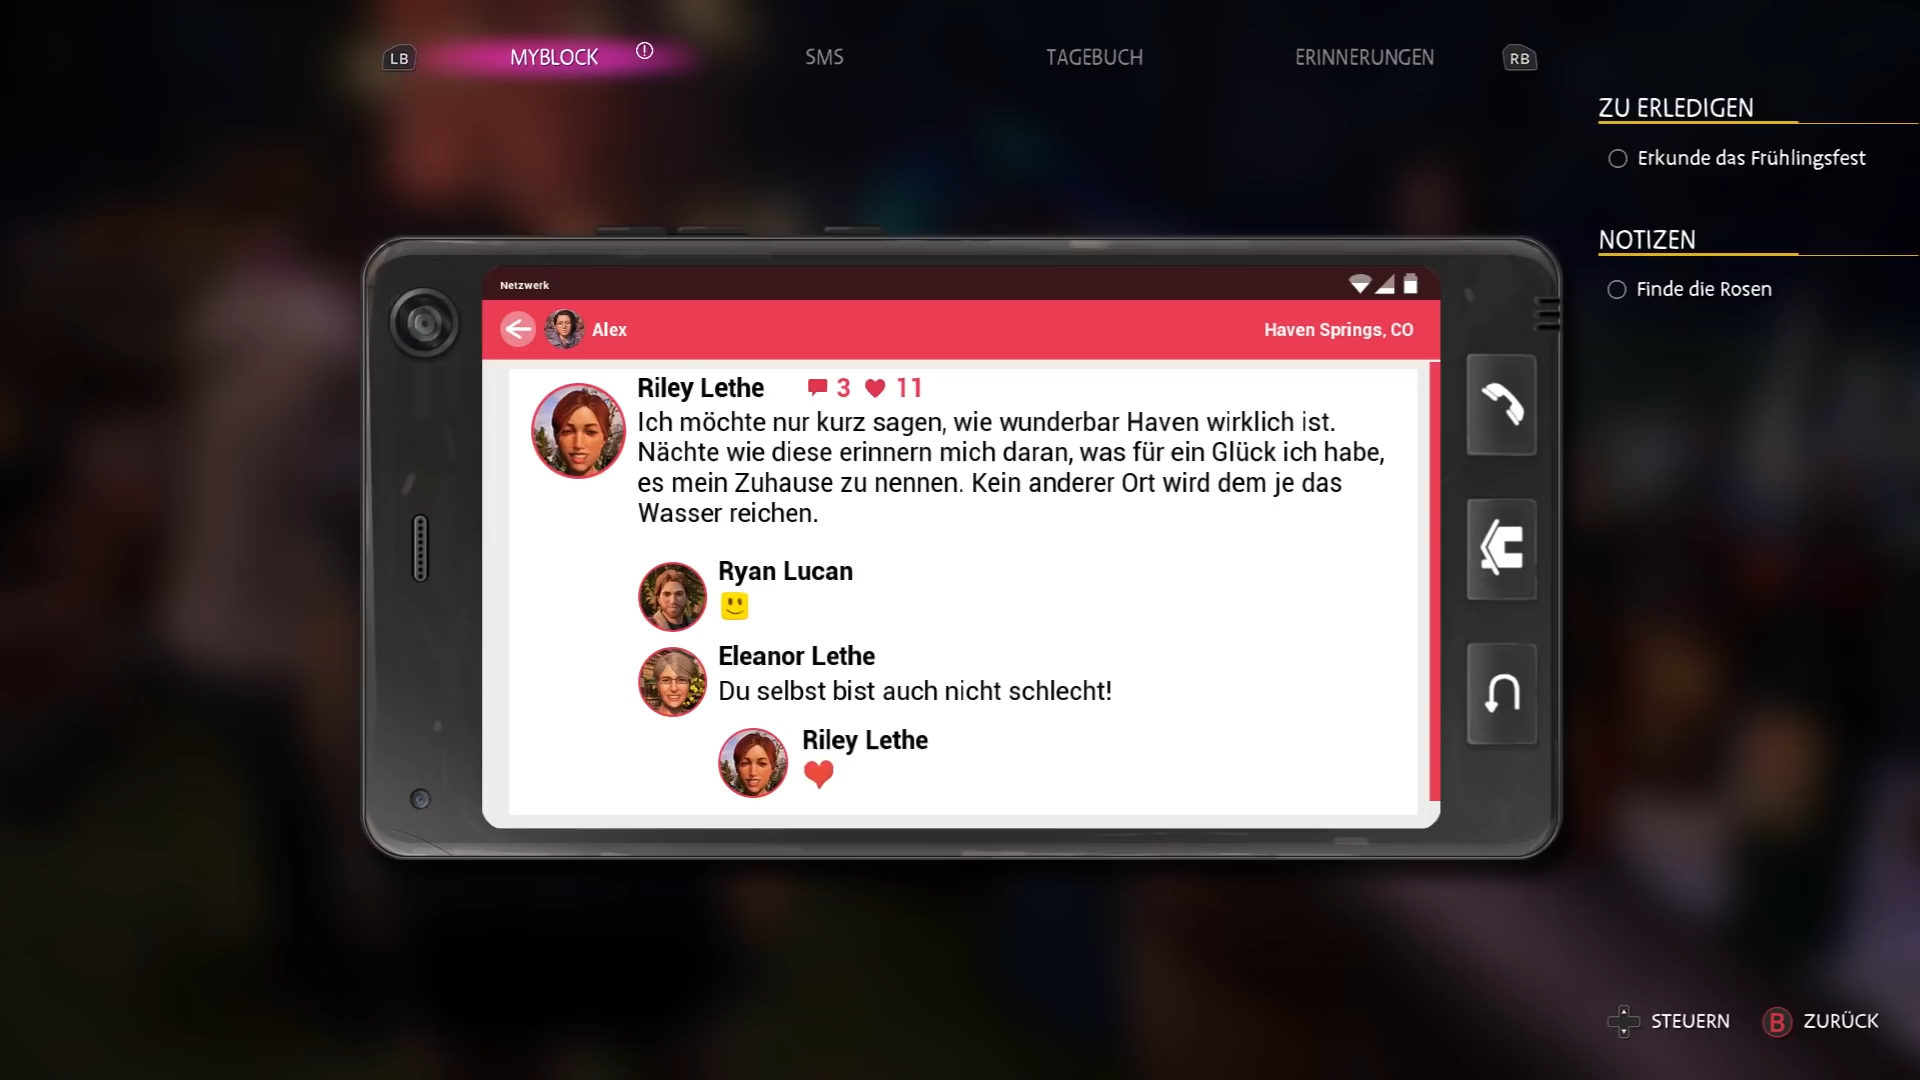 LB
MYBLOCK
SMS
TAGEBUCH
ERINNERUNGEN
RB
ZU ERLEDIGEN
Erkunde das Frühlingsfest
NOTIZEN
Finde die Rosen
Netzwerk
Alex
Haven Springs, CO
Riley Lethe 3 11
Ich möchte nur kurz sagen, wie wunderbar Haven wirklich ist.
Nächte wie diese erinnern mich daran, was für ein Glück ich habe,
es mein Zuhause zu nennen. Kein anderer Ort wird dem je das
Wasser reichen.
Ryan Lucan
Eleanor Lethe
Du selbst bist auch nicht schlecht!
Riley Lethe
STEUERN
B ZURÜCK